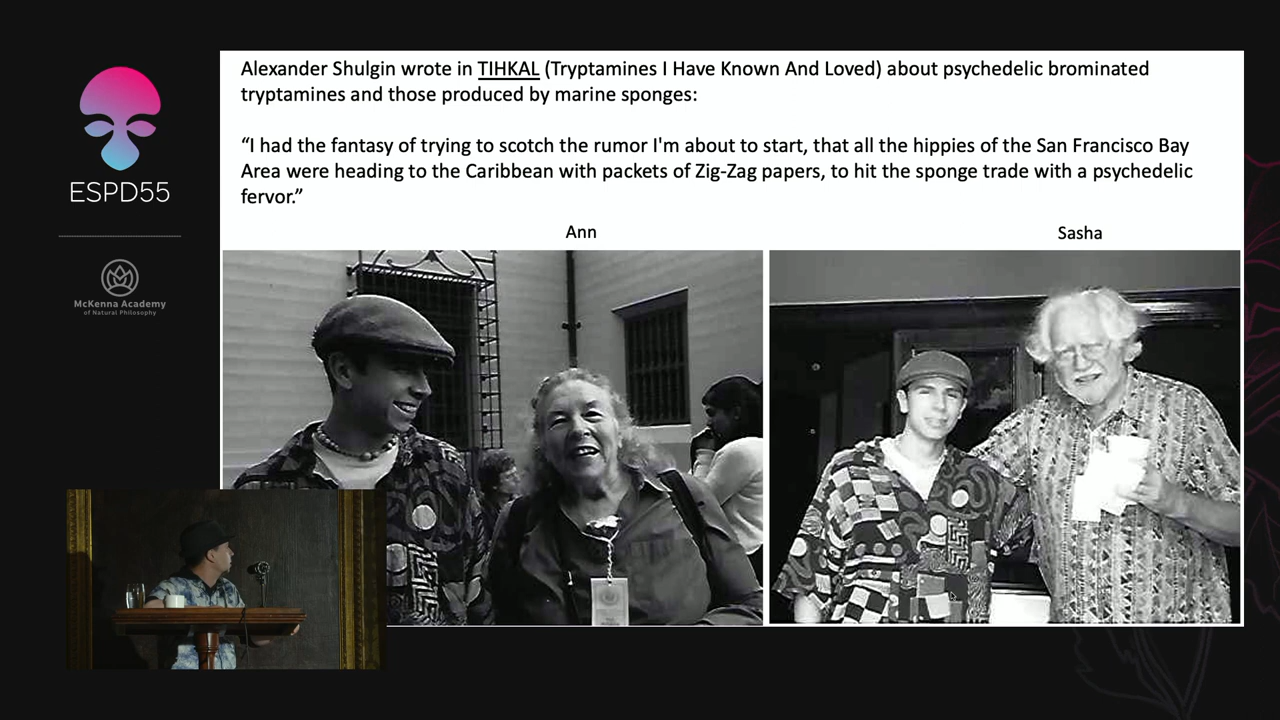 Alexander Shulgin wrote in TIHKAL (Tryptamines I Have Known And Loved) about psychedelic brominated
tryptamines and those produced by marine sponges:
“I had the fantasy of trying to scotch the rumor I'm about to start, that all the hippies of the San Francisco Bay
Area were heading to the Caribbean with packets of Zig-Zag papers, to hit the sponge trade with a psychedelic
fervor.”
Ann
Sasha
ESPD55
McKenna Academy
of Natural Philosophy